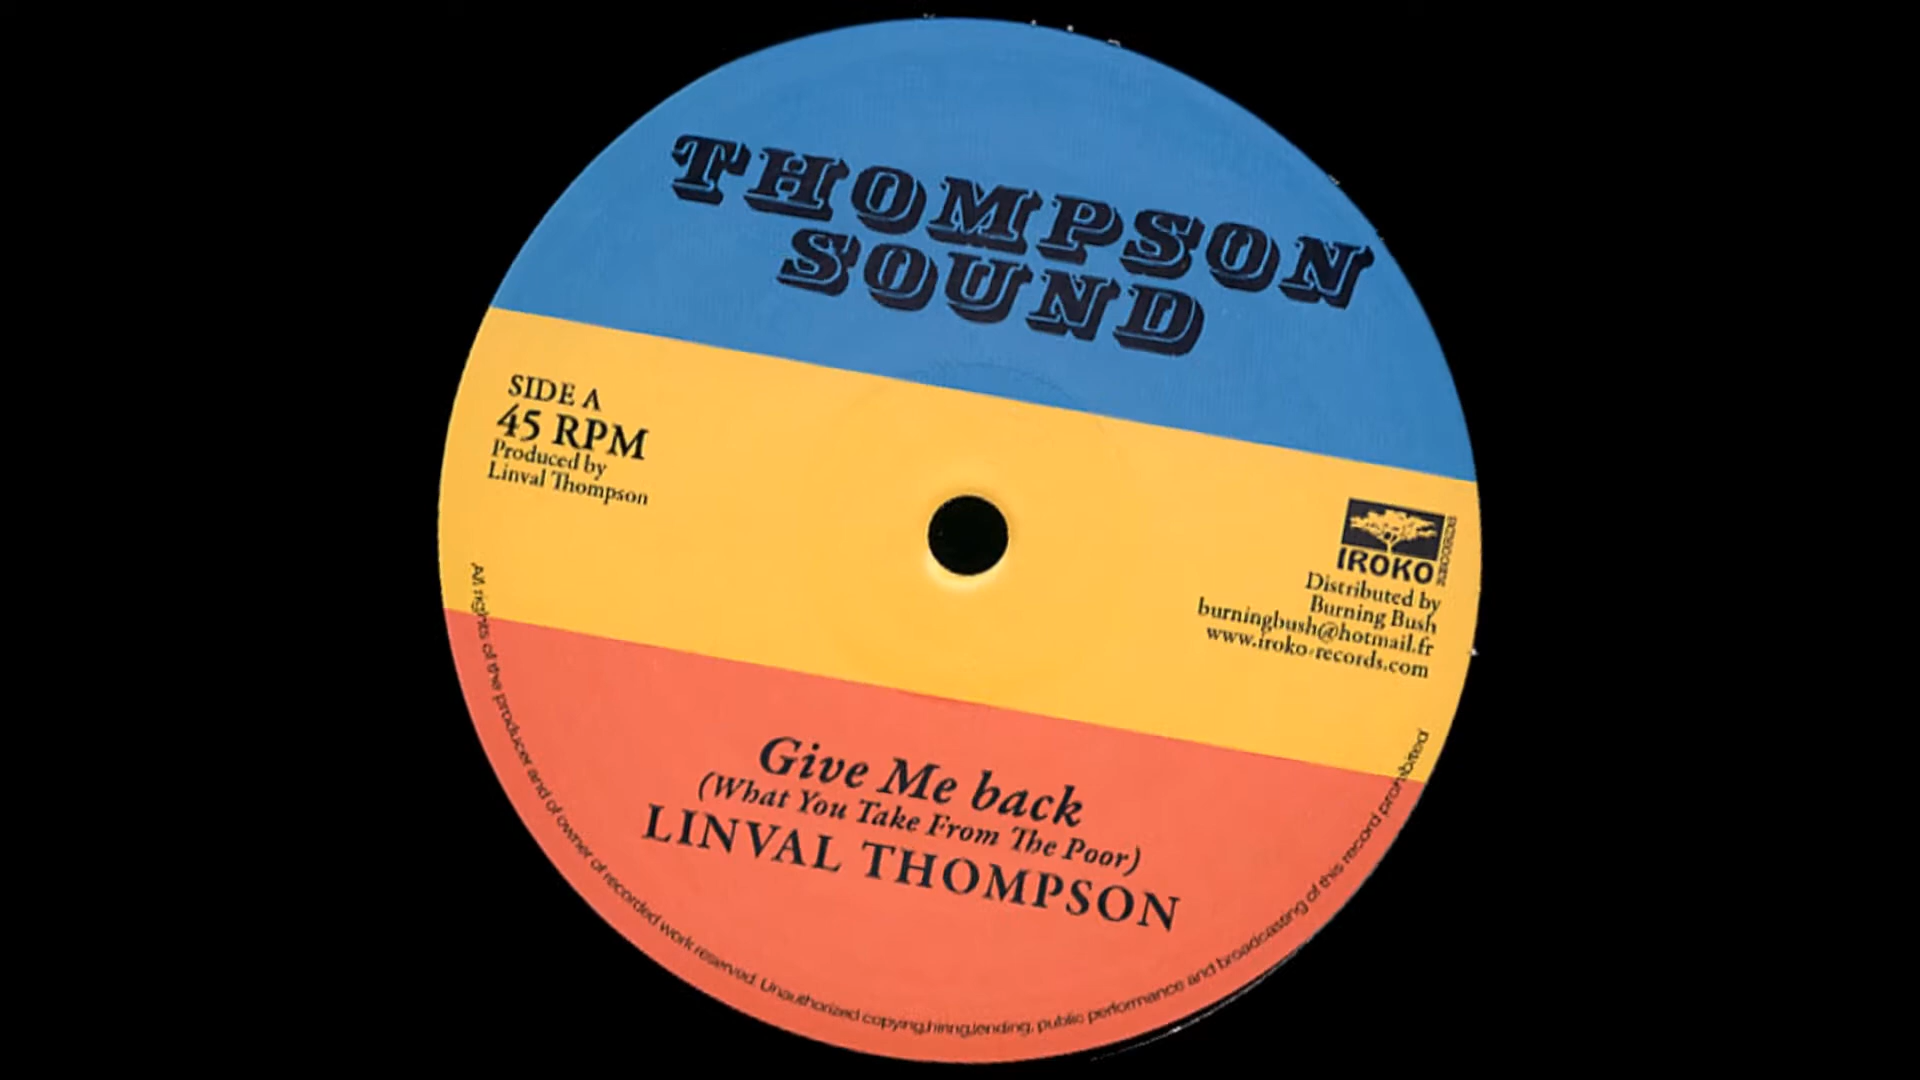 THOMPSON
SOUND
SIDE A
45 RPM
Produced by
Linval Thompson
IROKO
RECORDS
Distributed by
Burning Bush
burningbush@hotmail.fr
www.iroko-records.com
Give Me back
(What You Take From The Poor)
LINVAL THOMPSON
All rights of the producer and of owner of recorded work reserved. Unauthorized copying,hiring,lending, public performance and broadcasting of this record prohibited